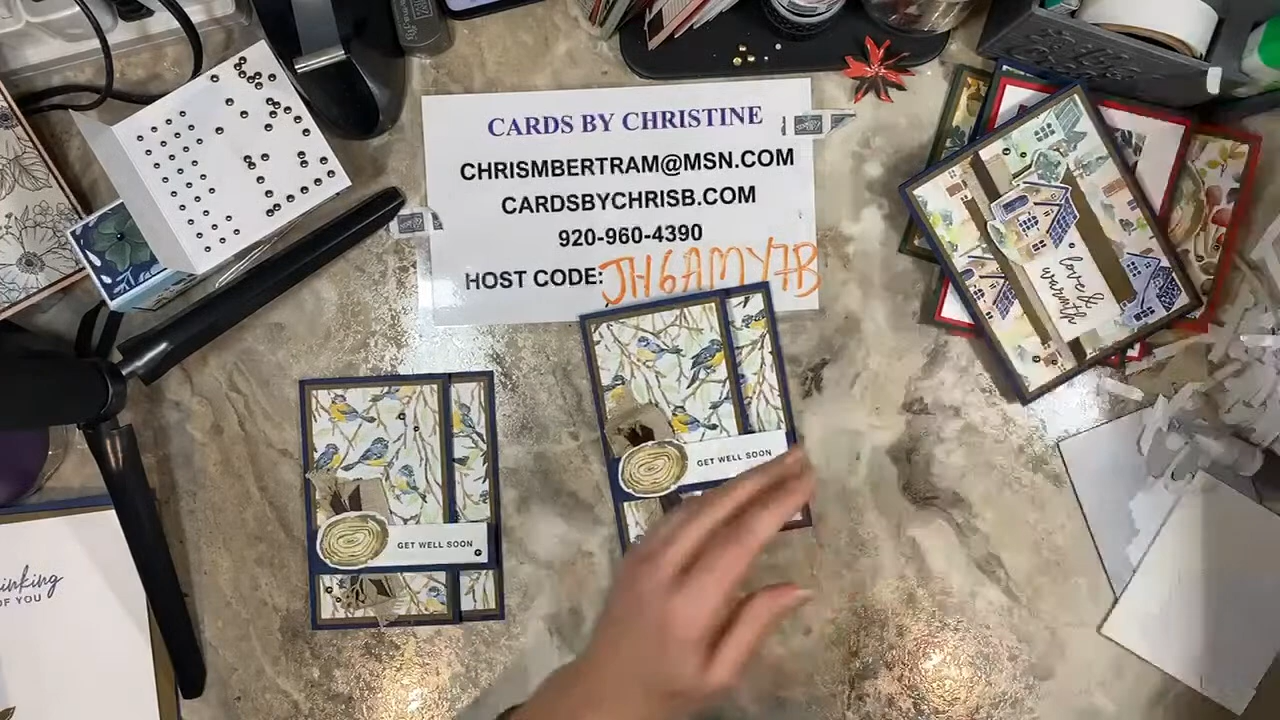 CARDS BY CHRISTINE
CHRISMBERTRAM@MSN.COM
CARDSBYCHRISB.COM
920-960-4390
HOST CODE: JH6AMY7B
love &
warmth
GET WELL SOON
GET WELL SOON
inking
OF YOU